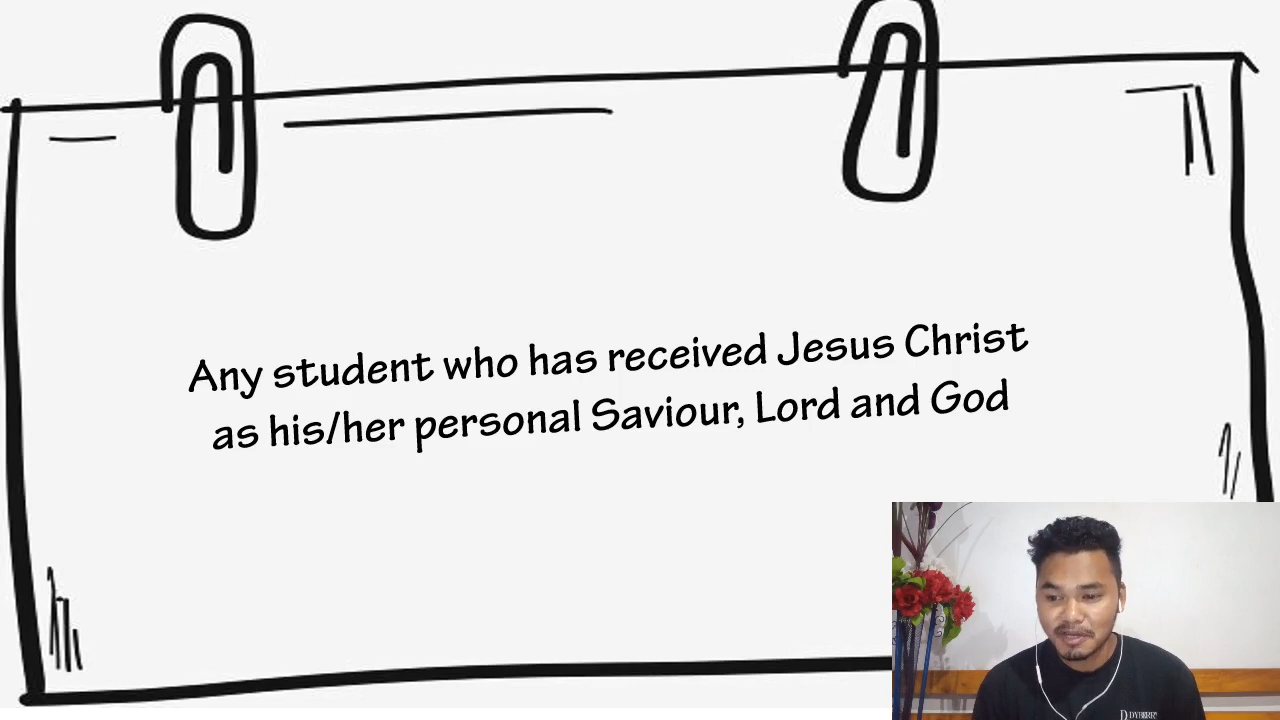 Any student who has received Jesus Christ
as his/her personal Saviour, Lord and God